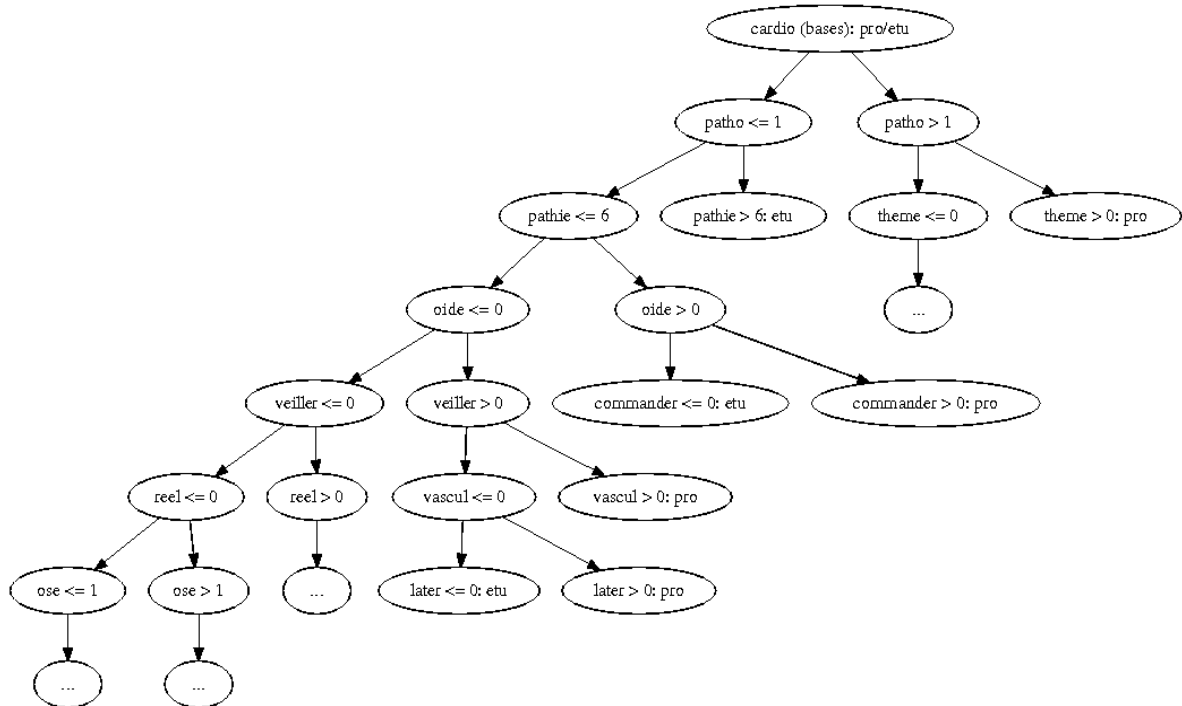 cardio (bases): pro/etu
patho <= 1
patho > 1
pathie <= 6
pathie > 6: etu
theme <= 0
theme > 0: pro
oide <= 0
oide > 0
...
veiller <= 0
veiller > 0
commander <= 0: etu
commander > 0: pro
reel <= 0
reel > 0
vascul <= 0
vascul > 0: pro
ose <= 1
ose > 1
...
later <= 0: etu
later > 0: pro
...
...